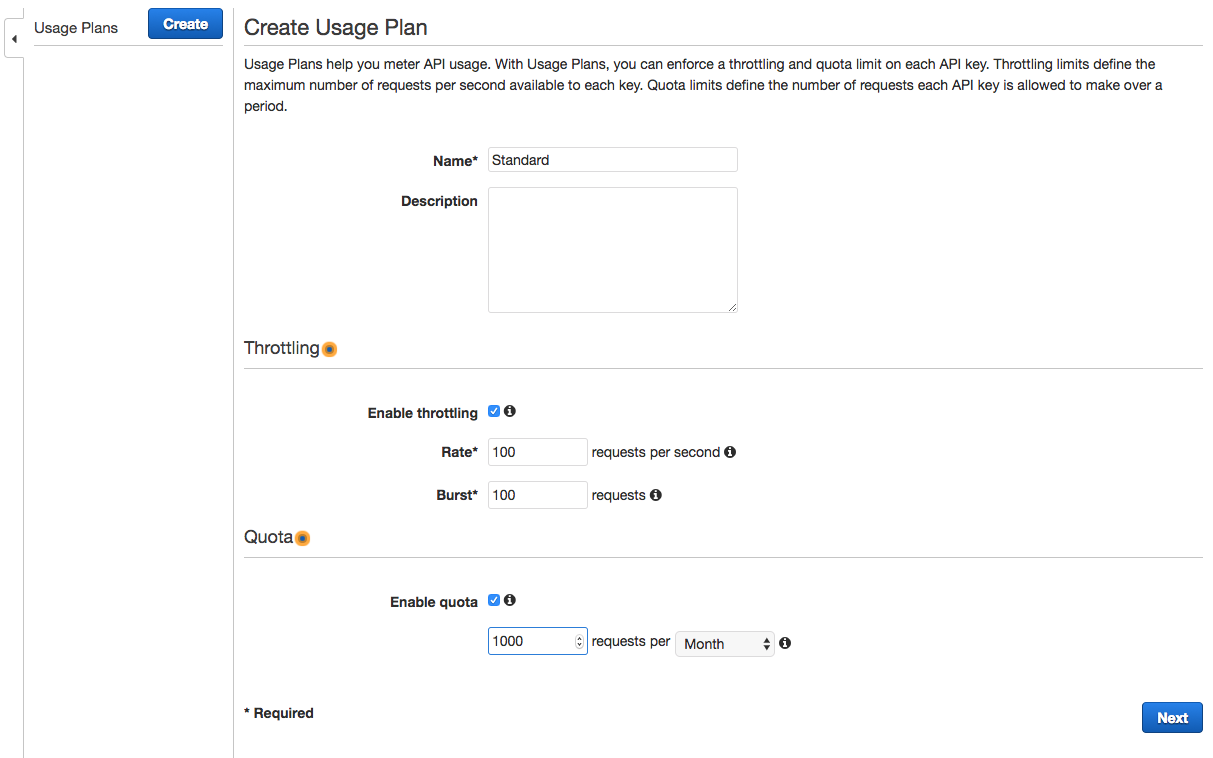 Usage Plans
Create
Create Usage Plan
Usage Plans help you meter API usage. With Usage Plans, you can enforce a throttling and quota limit on each API key. Throttling limits define the
maximum number of requests per second available to each key. Quota limits define the number of requests each API key is allowed to make over a
period.
Name* Standard
Description
Throttling
Enable throttling
Rate* 100 requests per second
Burst* 100 requests
Quota
Enable quota
1000 requests per Month
* Required
Next